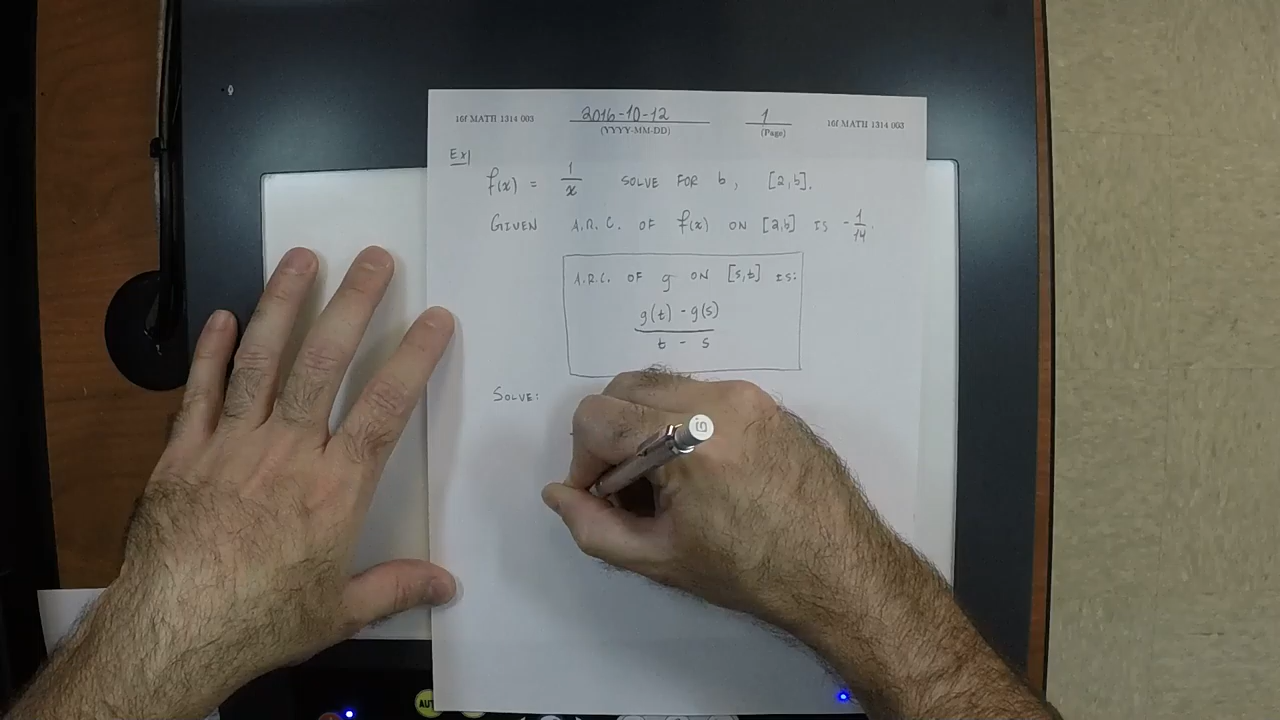 16f MATH 1314 003 2016-10-12 1 16f MATH 1314 003
(YYYY-MM-DD) (Page)
Ex|
f(x) = 1/x SOLVE FOR b, [2,b].
GIVEN A.R.C. OF f(x) ON [2,b] IS -1/14.
A.R.C. OF g ON [s,t] IS:
g(t) - g(s)
t - s
SOLVE:
AUT